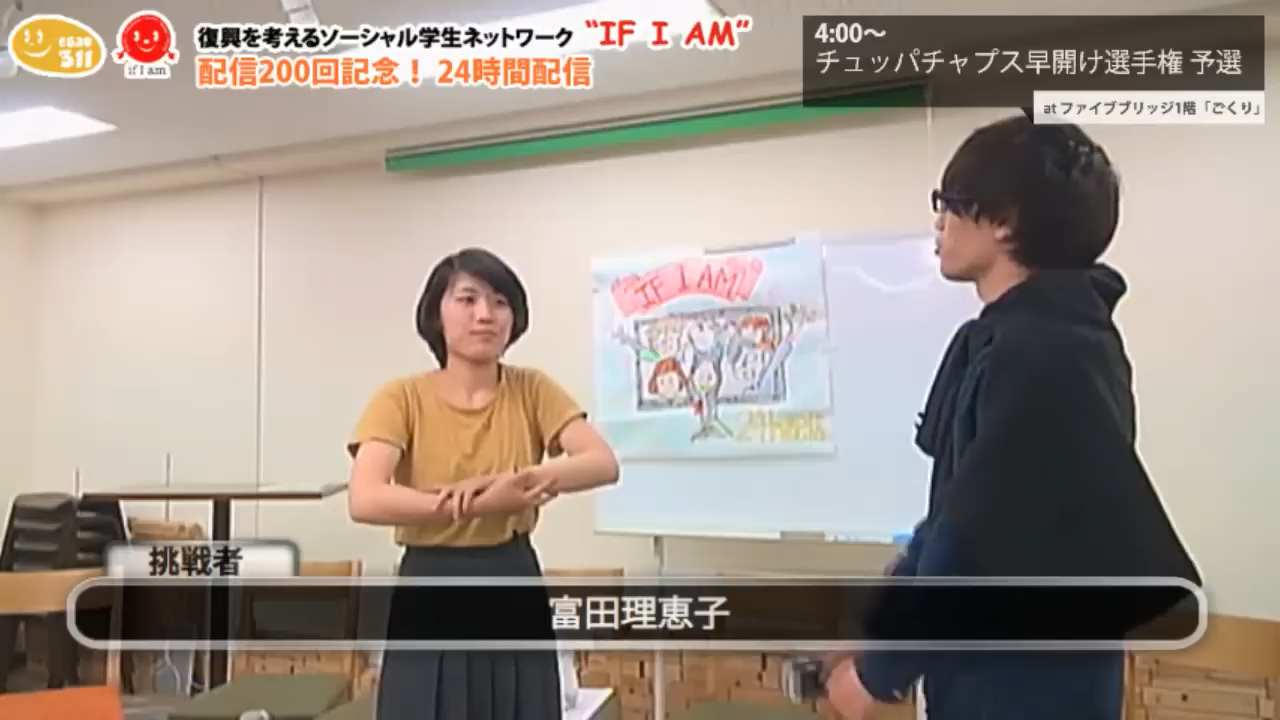 復興を考えるソーシャル学生ネットワーク "IF I AM"
配信200回記念！ 24時間配信
311
if I am
4:00～
チュッパチャプス早開け選手権 予選
at ファイブブリッジ1階「ごくり」
"IF I AM"
挑戦者
富田理恵子